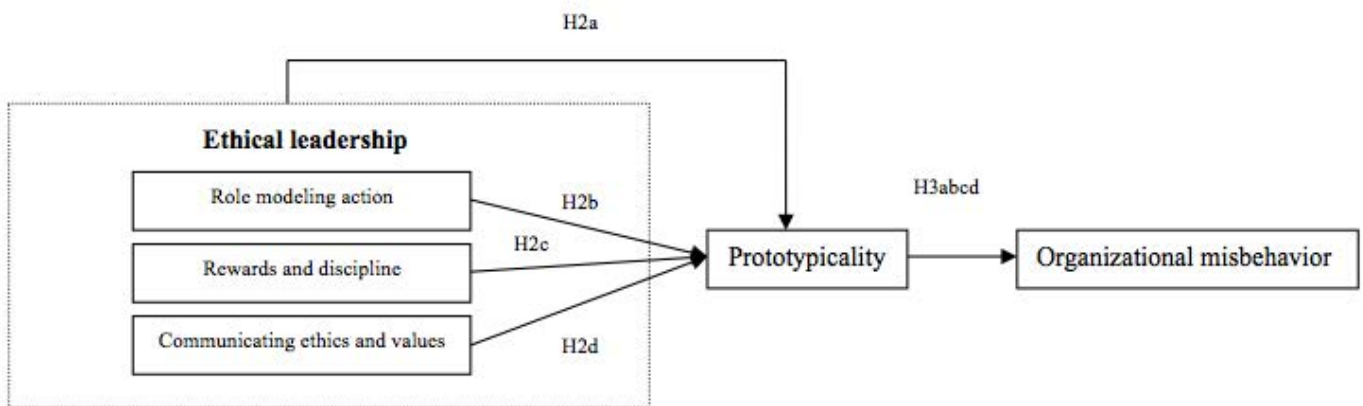 H2a
Ethical leadership
Role modeling action
H2b
H3abcd
H2c
Rewards and discipline
Prototypicality
Organizational misbehavior
Communicating ethics and values
H2d